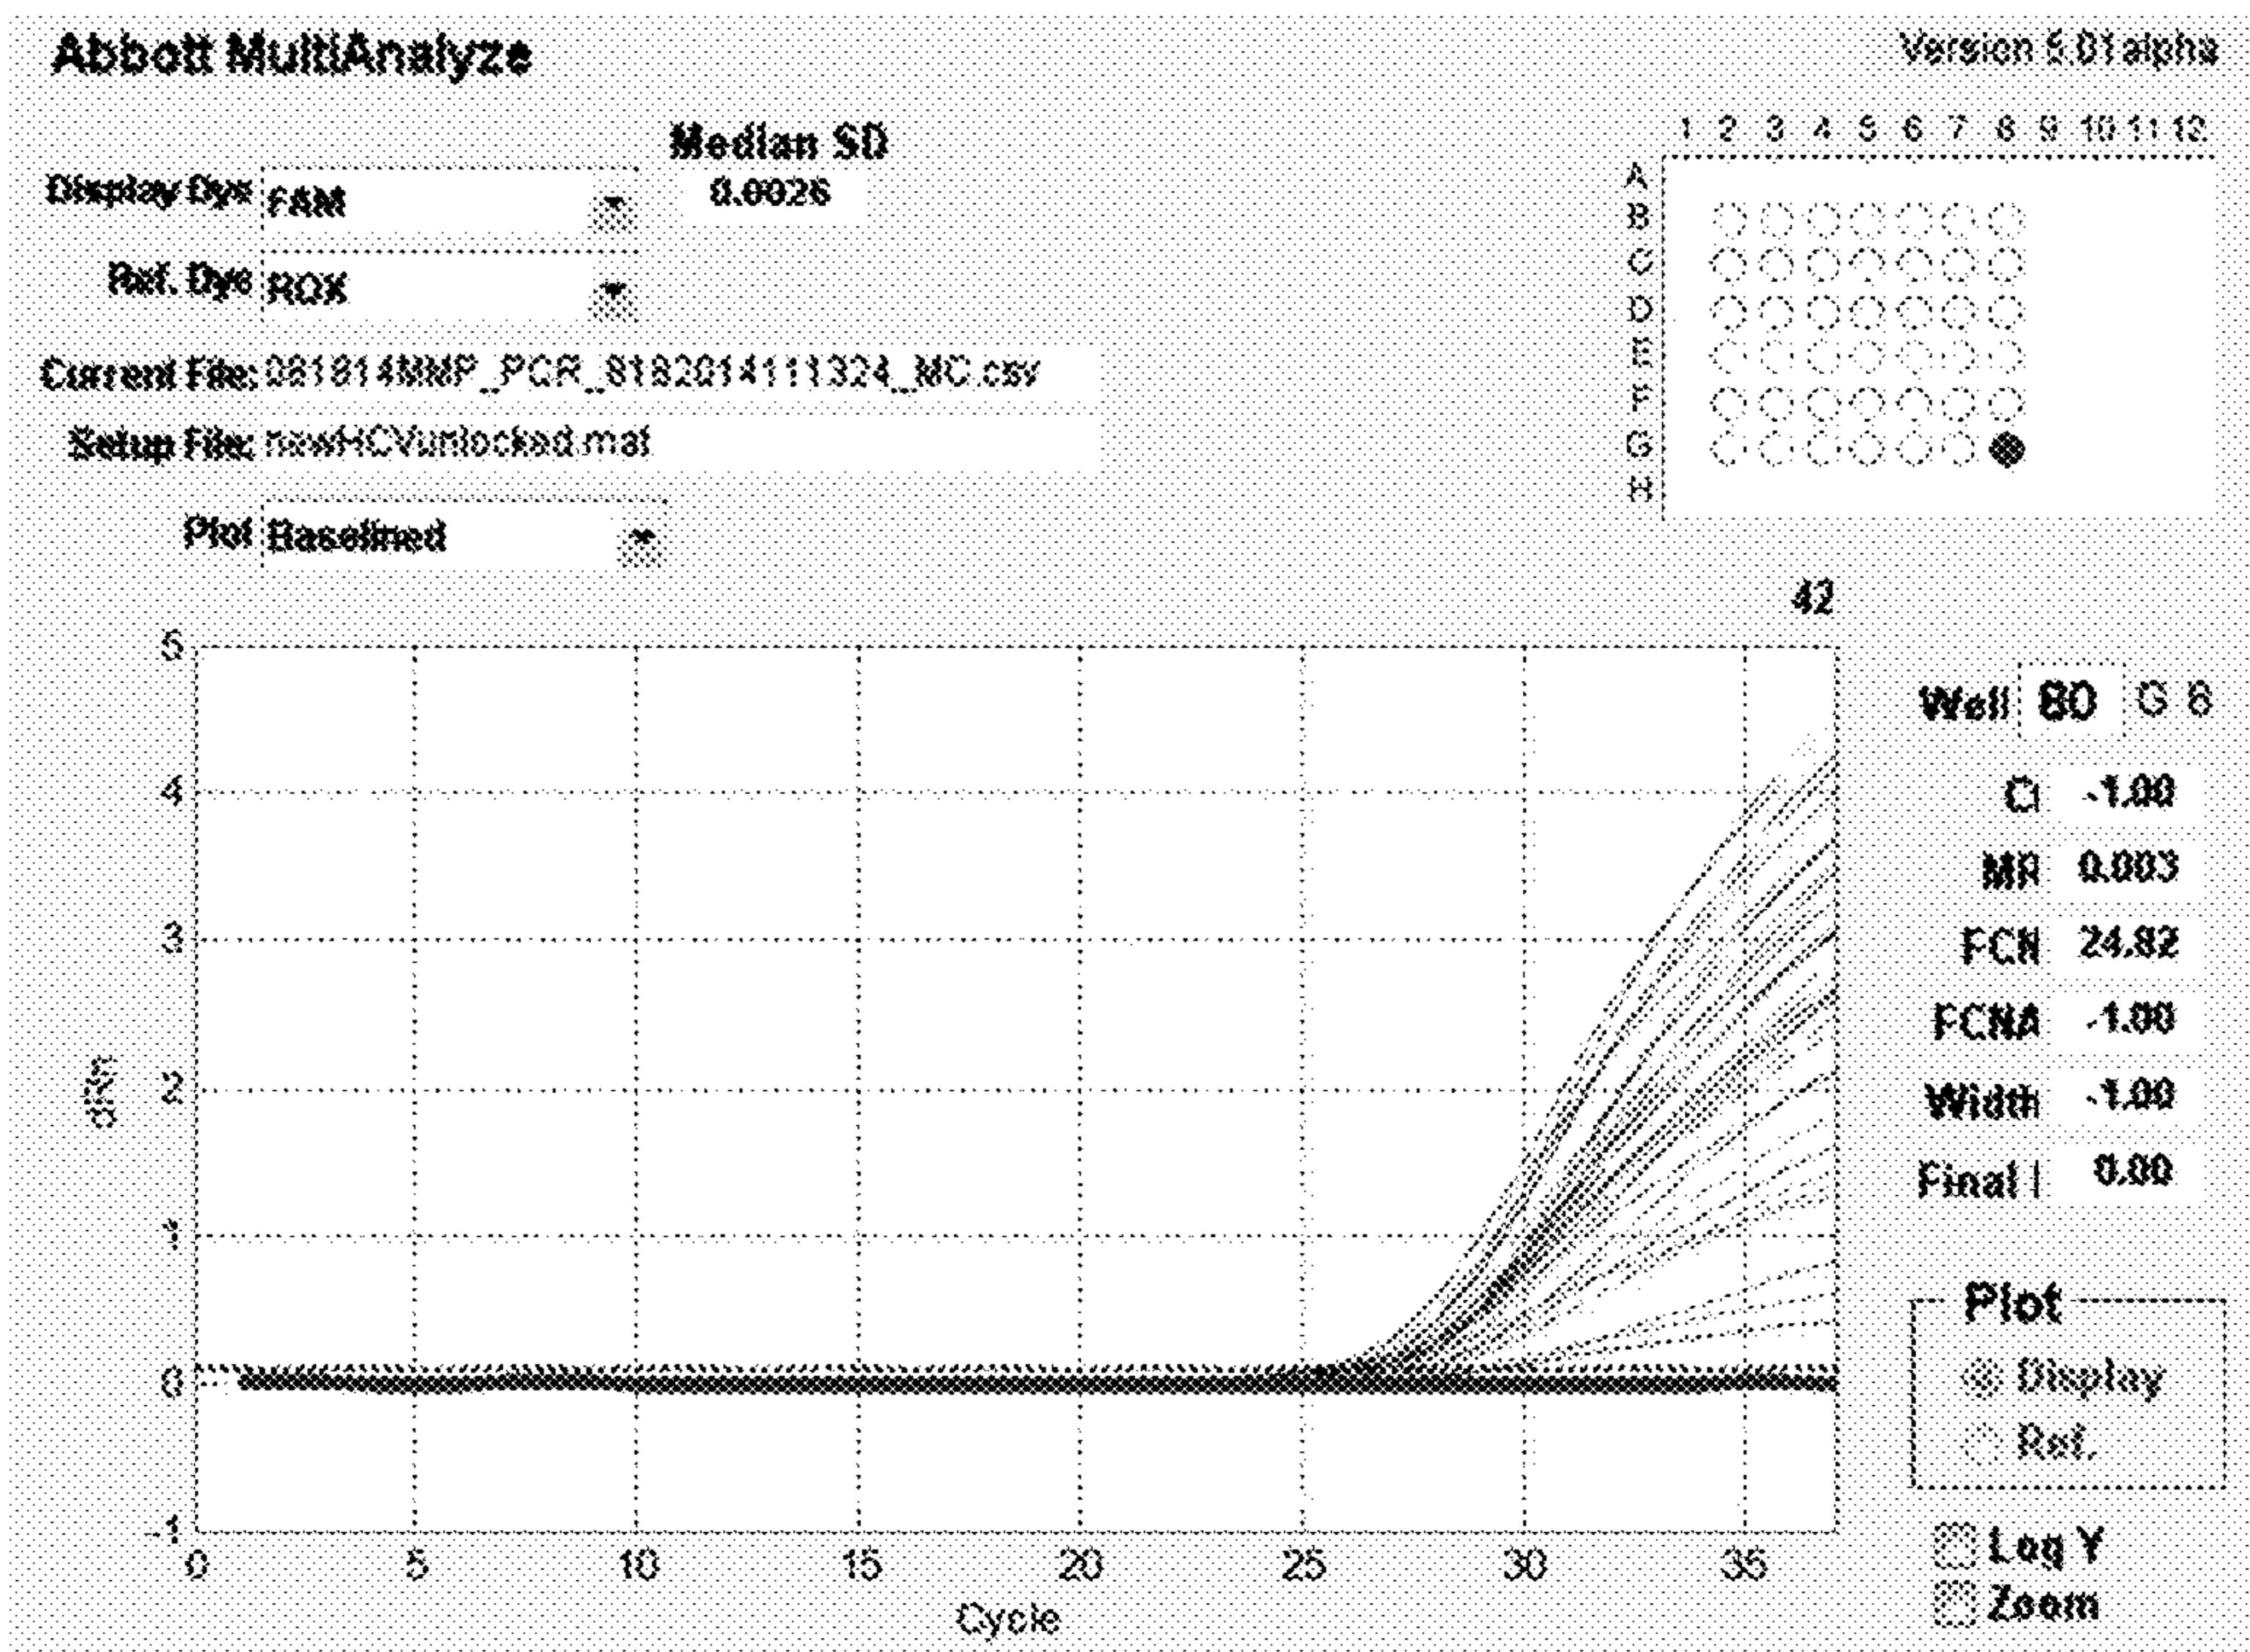 Abbott MultiAnalyze
Version 5.01 alpha
Median SD
0.0026
Display Dye FAM
Ref. Dye ROX
Current File: 081814MMP_PCR_8182014111324_MC.csv
Setup File: newHCVunlocked.mat
Plot Baselined
1 2 3 4 5 6 7 8 9 10 11 12
A
B
C
D
E
F
G
H
42
5
4
3
2
1
0
-1
dRn
0 5 10 15 20 25 30 35
Cycle
Well 80 G 8
Ct -1.00
MR 0.003
FCN 24.82
FCNA -1.00
Width -1.00
Final I 0.00
Plot
Display
Ref.
Log Y
Zoom